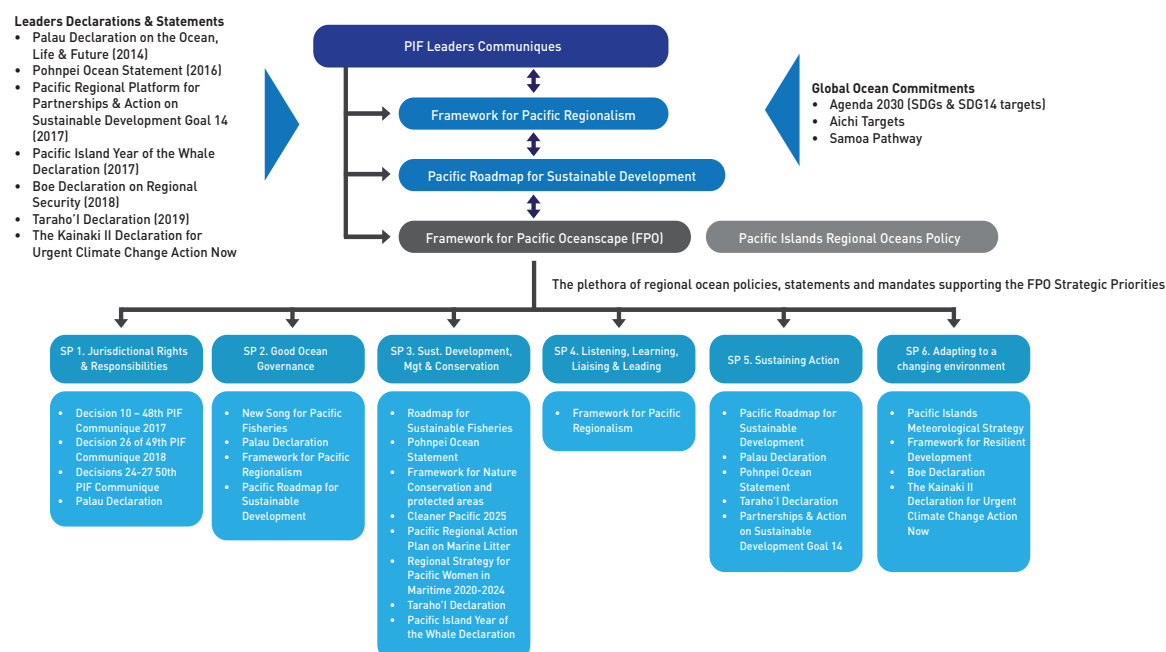 Leaders Declarations & Statements
• Palau Declaration on the Ocean,
Life & Future (2014)
• Pohnpei Ocean Statement (2016)
• Pacific Regional Platform for
Partnerships & Action on
Sustainable Development Goal 14
(2017)
• Pacific Island Year of the Whale
Declaration (2017)
• Boe Declaration on Regional
Security (2018)
• Taraho'I Declaration (2019)
• The Kainaki II Declaration for
Urgent Climate Change Action Now
PIF Leaders Communiques
Framework for Pacific Regionalism
Pacific Roadmap for Sustainable Development
Framework for Pacific Oceanscape (FPO)
Pacific Islands Regional Oceans Policy
Global Ocean Commitments
• Agenda 2030 (SDGs & SDG14 targets)
• Aichi Targets
• Samoa Pathway
The plethora of regional ocean policies, statements and mandates supporting the FPO Strategic Priorities
SP 1. Jurisdictional Rights
& Responsibilities
• Decision 10 – 48th PIF
Communique 2017
• Decision 26 of 49th PIF
Communique 2018
• Decisions 24-27 50th
PIF Communique
• Palau Declaration
SP 2. Good Ocean
Governance
• New Song for Pacific
Fisheries
• Palau Declaration
• Framework for Pacific
Regionalism
• Pacific Roadmap for
Sustainable
Development
SP 3. Sust. Development,
Mgt & Conservation
• Roadmap for
Sustainable Fisheries
• Pohnpei Ocean
Statement
• Framework for Nature
Conservation and
protected areas
• Cleaner Pacific 2025
• Pacific Regional Action
Plan on Marine Litter
• Regional Strategy for
Pacific Women in
Maritime 2020-2024
• Taraho'I Declaration
• Pacific Island Year of
the Whale Declaration
SP 4. Listening, Learning,
Liaising & Leading
• Framework for Pacific
Regionalism
SP 5. Sustaining Action
• Pacific Roadmap for
Sustainable
Development
• Palau Declaration
• Pohnpei Ocean
Statement
• Taraho'I Declaration
• Partnerships & Action
on Sustainable
Development Goal 14
SP 6. Adapting to a
changing environment
• Pacific Islands
Meteorological Strategy
• Framework for Resilient
Development
• Boe Declaration
• The Kainaki II
Declaration for Urgent
Climate Change Action
Now